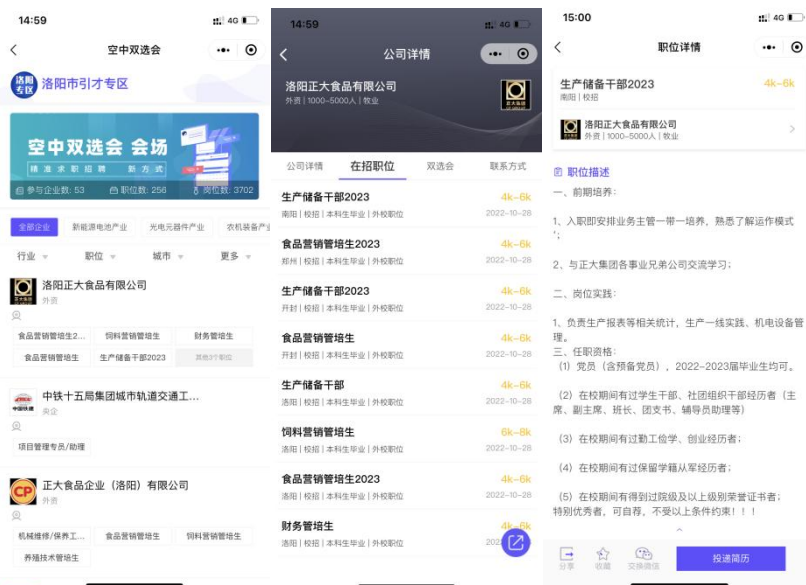 14:59
4G
空中双选会
洛阳专区
洛阳市引才专区
空中双选会 会场
精准求职招聘 新方式
参与企业数: 53
职位数: 256
岗位数: 3702
全部企业
新能源电池产业
光电元器件产业
农机装备产业
行业
职位
城市
更多
洛阳正大食品有限公司
外资
食品营销管培生2...
饲料营销管培生
财务管培生
食品营销管培生
生产储备干部2023
其他3个职位
中铁十五局集团城市轨道交通工...
央企
项目管理专员/助理
CP
正大食品企业（洛阳）有限公司
外资
机械维修/保养工...
食品营销管培生
饲料营销管培生
养殖技术管培生
14:59
4G
公司详情
洛阳正大食品有限公司
外资 | 1000-5000人 | 牧业
公司详情
在招职位
双选会
联系方式
生产储备干部2023
4k-6k
南阳 | 校招 | 本科生毕业 | 外校职位
2022-10-28
食品营销管培生2023
4k-6k
郑州 | 校招 | 本科生毕业 | 外校职位
2022-10-28
生产储备干部2023
4k-6k
开封 | 校招 | 本科生毕业 | 外校职位
2022-10-28
食品营销管培生
4k-6k
开封 | 校招 | 本科生毕业 | 外校职位
2022-10-28
生产储备干部
4k-6k
洛阳 | 校招 | 本科生毕业 | 外校职位
2022-10-28
饲料营销管培生
6k-8k
洛阳 | 校招 | 本科生毕业 | 外校职位
2022-10-28
食品营销管培生2023
4k-6k
洛阳 | 校招 | 本科生毕业 | 外校职位
2022-10-28
财务管培生
4k-6k
洛阳 | 校招 | 本科生毕业 | 外校职位
15:00
4G
职位详情
生产储备干部2023
4k-6k
南阳 | 校招
洛阳正大食品有限公司
外资 | 1000-5000人 | 牧业
职位描述
一、前期培养：
1、入职即安排业务主管一带一培养，熟悉了解运作模式
；
2、与正大集团各事业兄弟公司交流学习；
二、岗位实践：
1、负责生产报表等相关统计，生产一线实践、机电设备管
理。
三、任职资格：
（1）党员（含预备党员），2022-2023届毕业生均可。
（2）在校期间有过学生干部、社团组织干部经历者（主
席、副主席、班长、团支书、辅导员助理等）
（3）在校期间有过勤工俭学、创业经历者；
（4）在校期间有过保留学籍从军经历者；
（5）在校期间有得到过院级及以上级别荣誉证书者；
特别优秀者，可自荐，不受以上条件约束！！！
分享
收藏
交换微信
投递简历